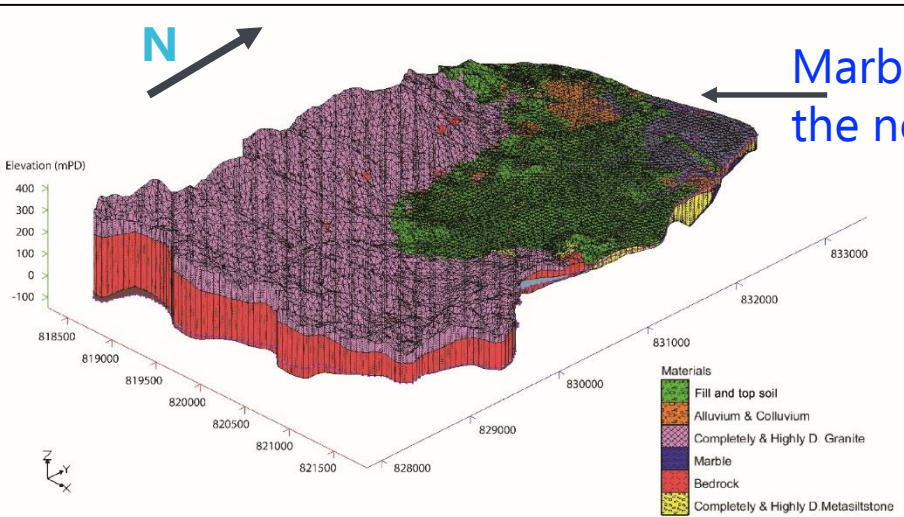 N
Marb
the n
Elevation (mPD)
400
300
200
100
0
-100
818500
819000
819500
820000
820500
821000
821500
828000
829000
830000
831000
832000
833000
Z
Y
X
Materials
Fill and top soil
Alluvium & Colluvium
Completely & Highly D. Granite
Marble
Bedrock
Completely & Highly D.Metasiltstone